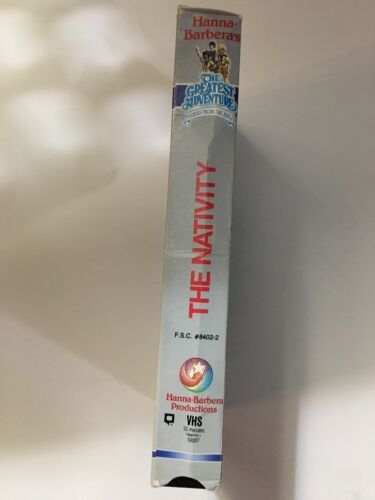 Hanna-
Barbera's
THE
GREATEST
ADVENTURE
STORIES FROM THE BIBLE
THE NATIVITY
F.S.C. #8402-2
Hanna-Barbera
Productions
VHS
30 minutes
(Approx.)